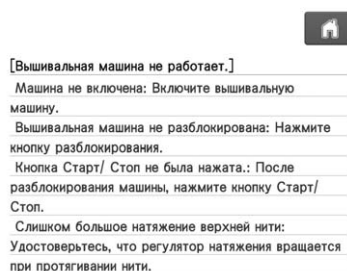 [Вышивальная машина не работает.]
Машина не включена: Включите вышивальную
машину.
Вышивальная машина не разблокирована: Нажмите
кнопку разблокирования.
Кнопка Старт/ Стоп не была нажата.: После
разблокирования машины, нажмите кнопку Старт/
Стоп.
Слишком большое натяжение верхней нити:
Удостоверьтесь, что регулятор натяжения вращается
при протягивании нити.